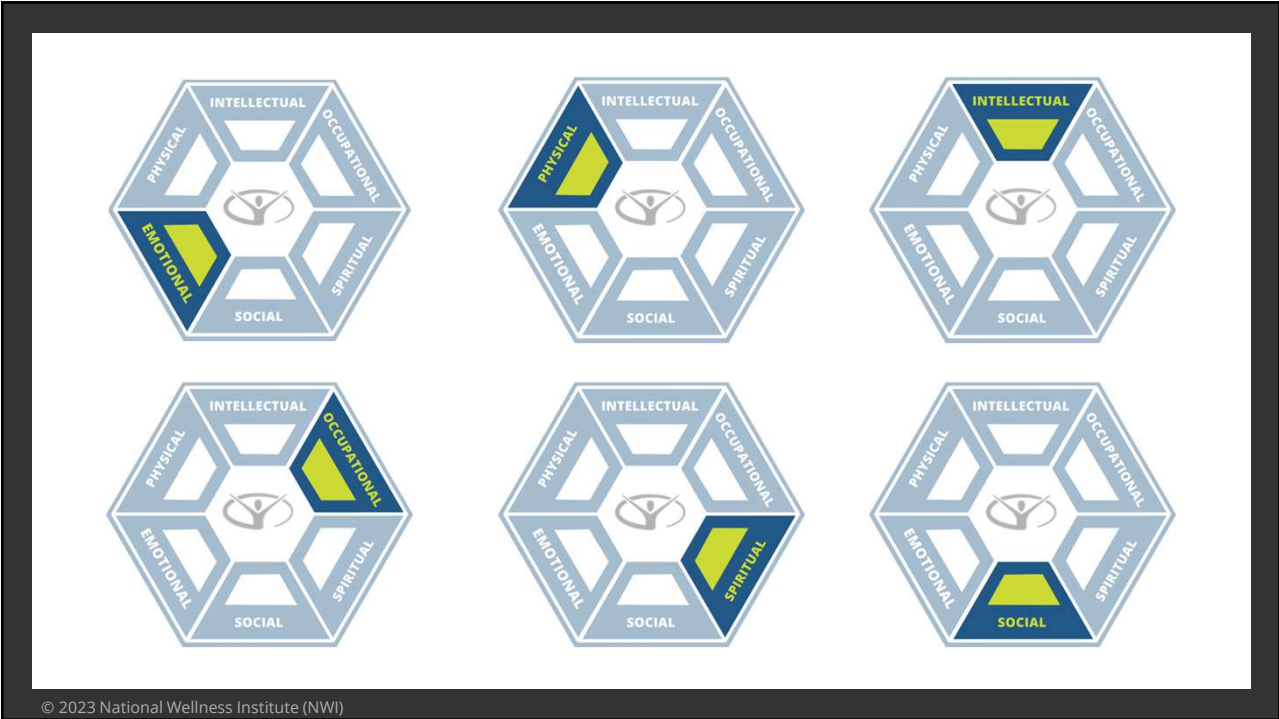 INTELLECTUAL
OCCUPATIONAL
PHYSICAL
EMOTIONAL
SPIRITUAL
SOCIAL
INTELLECTUAL
OCCUPATIONAL
PHYSICAL
EMOTIONAL
SPIRITUAL
SOCIAL
INTELLECTUAL
OCCUPATIONAL
PHYSICAL
EMOTIONAL
SPIRITUAL
SOCIAL
INTELLECTUAL
OCCUPATIONAL
PHYSICAL
EMOTIONAL
SPIRITUAL
SOCIAL
INTELLECTUAL
OCCUPATIONAL
PHYSICAL
EMOTIONAL
SPIRITUAL
SOCIAL
INTELLECTUAL
OCCUPATIONAL
PHYSICAL
EMOTIONAL
SPIRITUAL
SOCIAL
© 2023 National Wellness Institute (NWI)